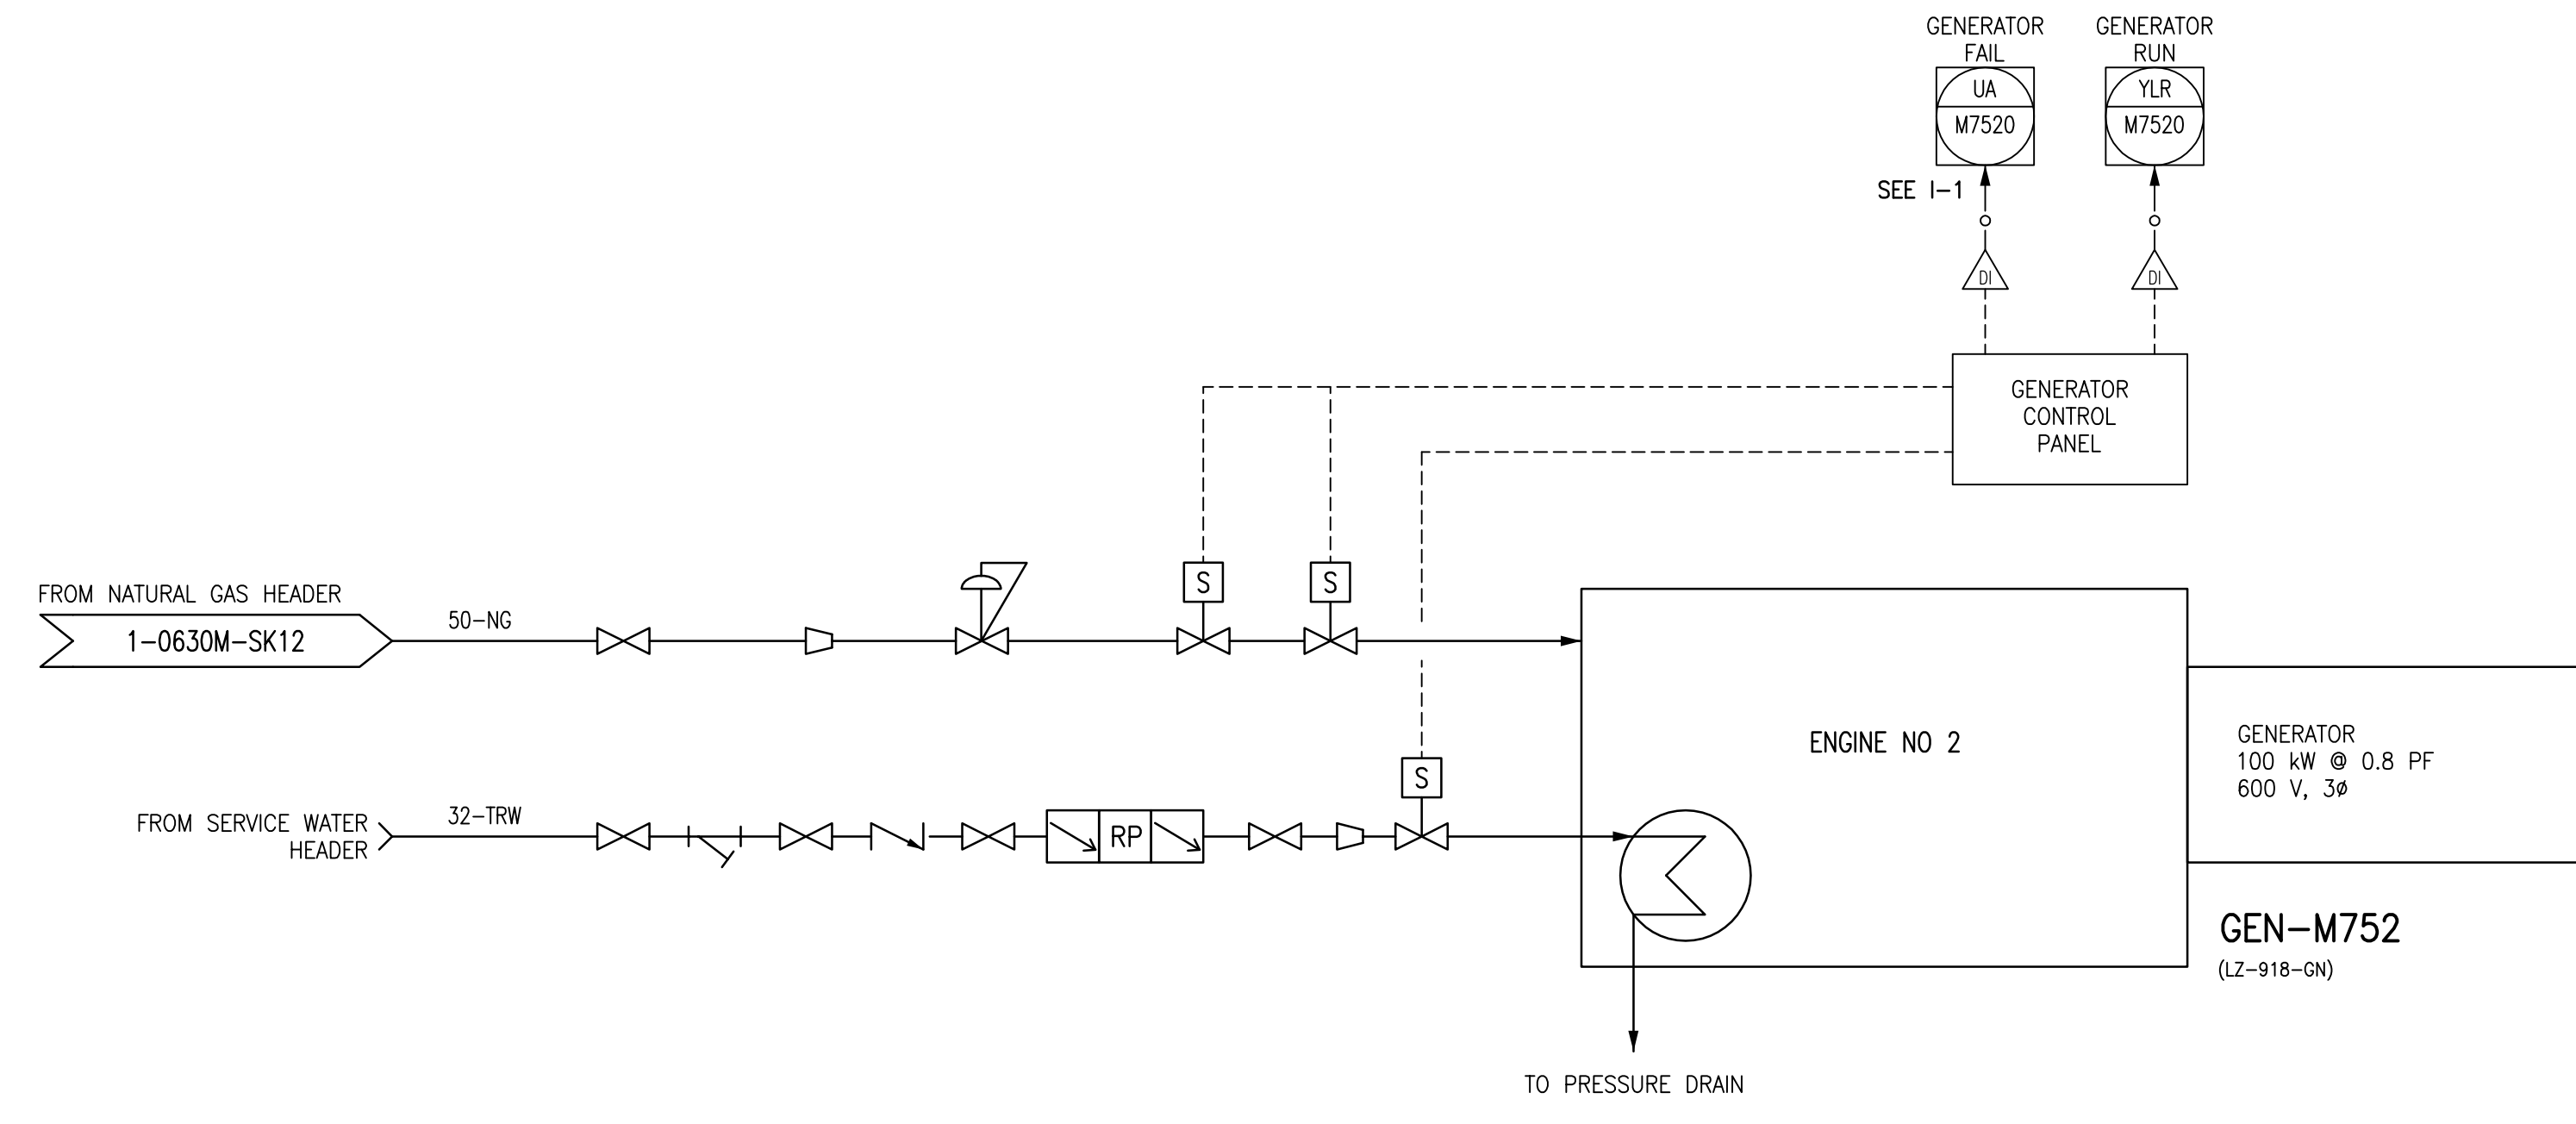 GENERATOR
FAIL
UA
M7520
GENERATOR
RUN
YLR
M7520
SEE I-1
DI
DI
GENERATOR
CONTROL
PANEL
FROM NATURAL GAS HEADER
1-0630M-SK12
50-NG
S
S
ENGINE NO 2
GENERATOR
100 kW @ 0.8 PF
600 V, 3ø
S
FROM SERVICE WATER
HEADER
32-TRW
RP
GEN-M752
(LZ-918-GN)
TO PRESSURE DRAIN